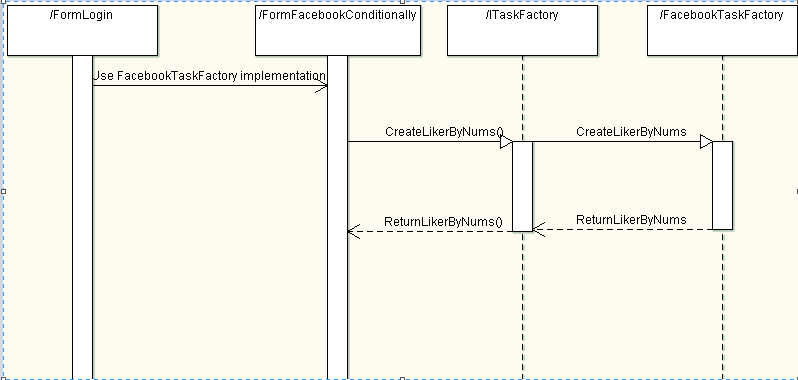 /FormLogin
/FormFacebookConditionally
/ITaskFactory
/FacebookTaskFactory
Use FacebookTaskFactory implementation
CreateLikerByNums()
CreateLikerByNums
ReturnLikerByNums()
ReturnLikerByNums